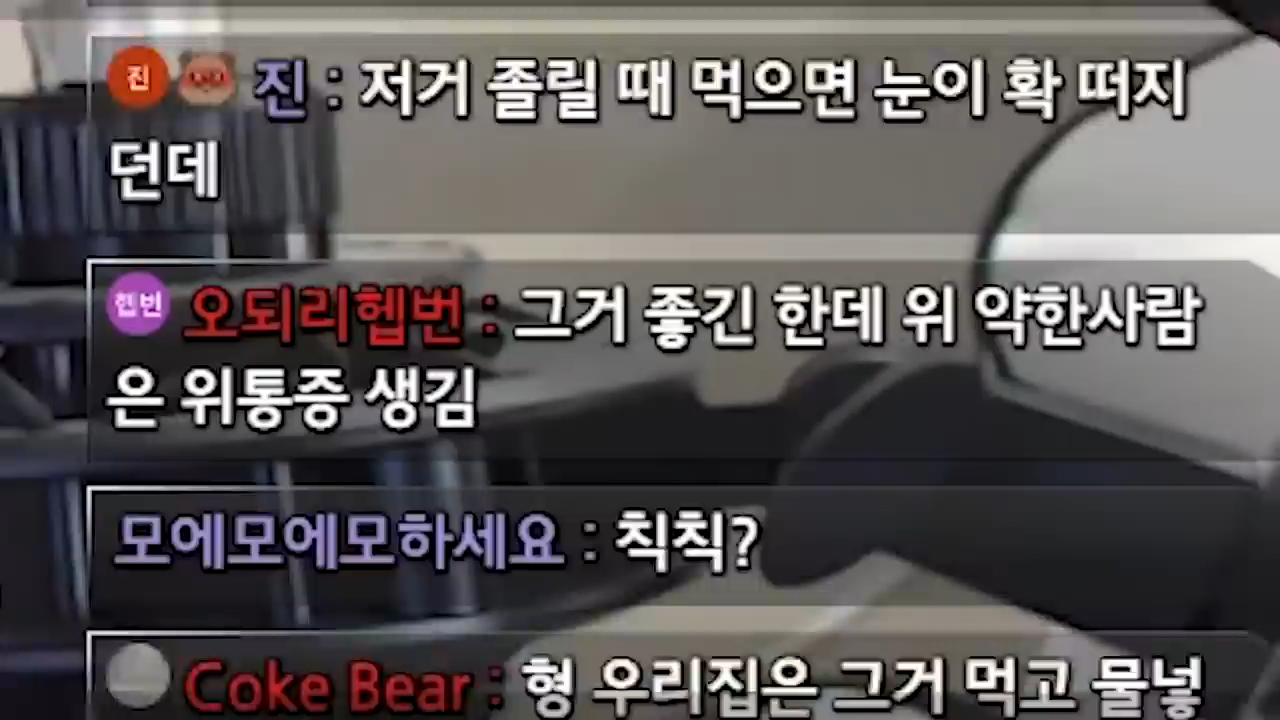 진 진 : 저거 졸릴 때 먹으면 눈이 확 떠지
던데
헵번 오되리헵번 : 그거 좋긴 한데 위 약한사람
은 위통증 생김
모에모에모하세요 : 칙칙?
Coke Bear : 형 우리집은 그거 먹고 물넣